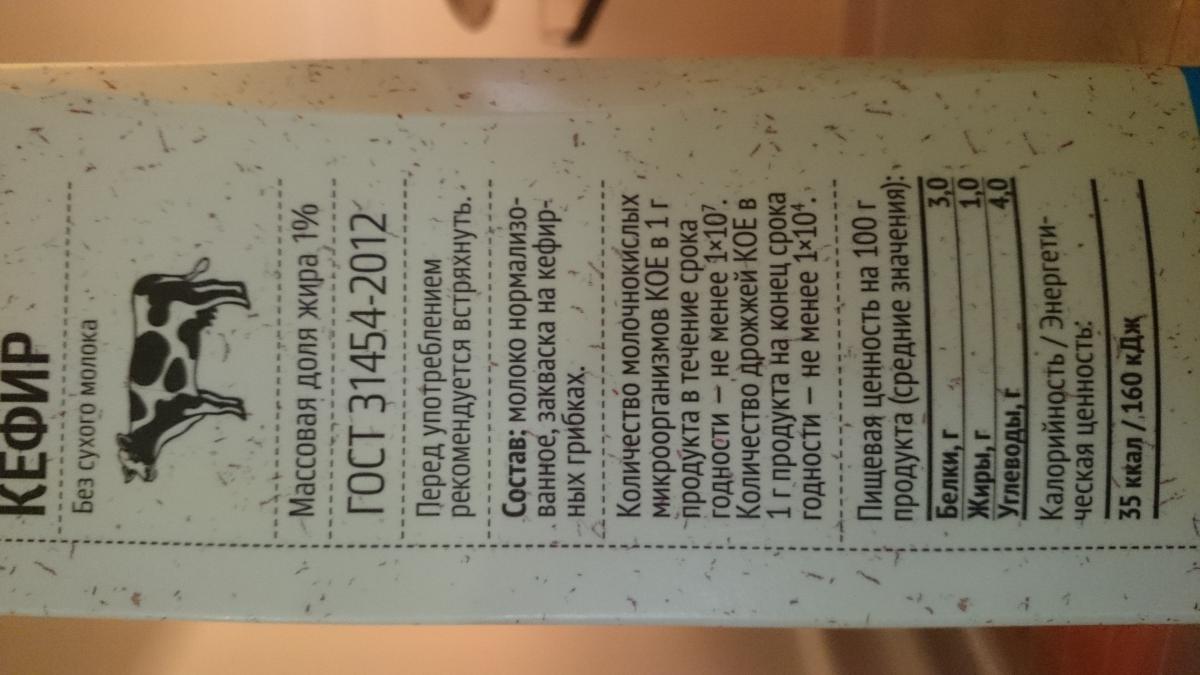 КЕФИР
Без сухого молока
Массовая доля жира 1%
ГОСТ 31454-2012
Перед употреблением
рекомендуется встряхнуть.
Состав: молоко нормализо-
ванное, закваска на кефир-
ных грибках.
Количество молочнокислых
микроорганизмов КОЕ в 1 г
продукта в течение срока
годности – не менее 1×10⁷.
Количество дрожжей КОЕ в
1 г продукта на конец срока
годности – не менее 1×10⁴.
Пищевая ценность на 100 г
продукта (средние значения):
Белки, г 3,0
Жиры, г 1,0
Углеводы, г 4,0
Калорийность / Энергети-
ческая ценность:
35 ккал / 160 кДж